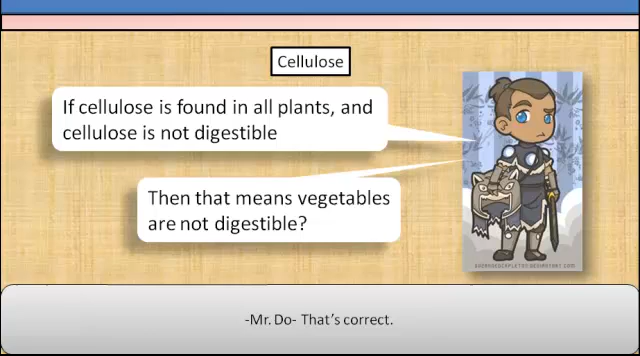 Cellulose
If cellulose is found in all plants, and
cellulose is not digestible
Then that means vegetables
are not digestible?
-Mr. Do- That's correct.